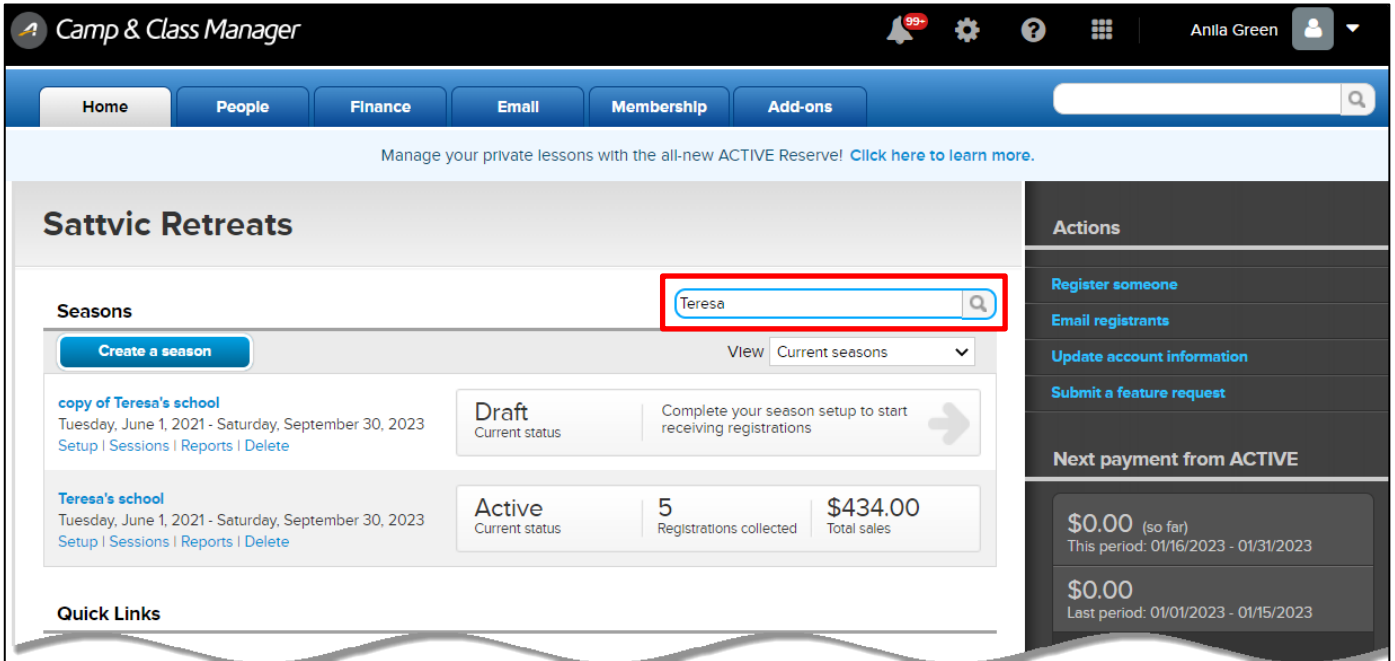 Camp & Class Manager
99+
Anila Green
Home People Finance Email Membership Add-ons
Manage your private lessons with the all-new ACTIVE Reserve! Click here to learn more.
Sattvic Retreats
Seasons
Teresa
Create a season
View Current seasons
copy of Teresa's school
Tuesday, June 1, 2021 - Saturday, September 30, 2023
Setup | Sessions | Reports | Delete
Draft
Current status
Complete your season setup to start
receiving registrations
Teresa's school
Tuesday, June 1, 2021 - Saturday, September 30, 2023
Setup | Sessions | Reports | Delete
Active
Current status
5
Registrations collected
$434.00
Total sales
Quick Links
Actions
Register someone
Email registrants
Update account information
Submit a feature request
Next payment from ACTIVE
$0.00 (so far)
This period: 01/16/2023 - 01/31/2023
$0.00
Last period: 01/01/2023 - 01/15/2023